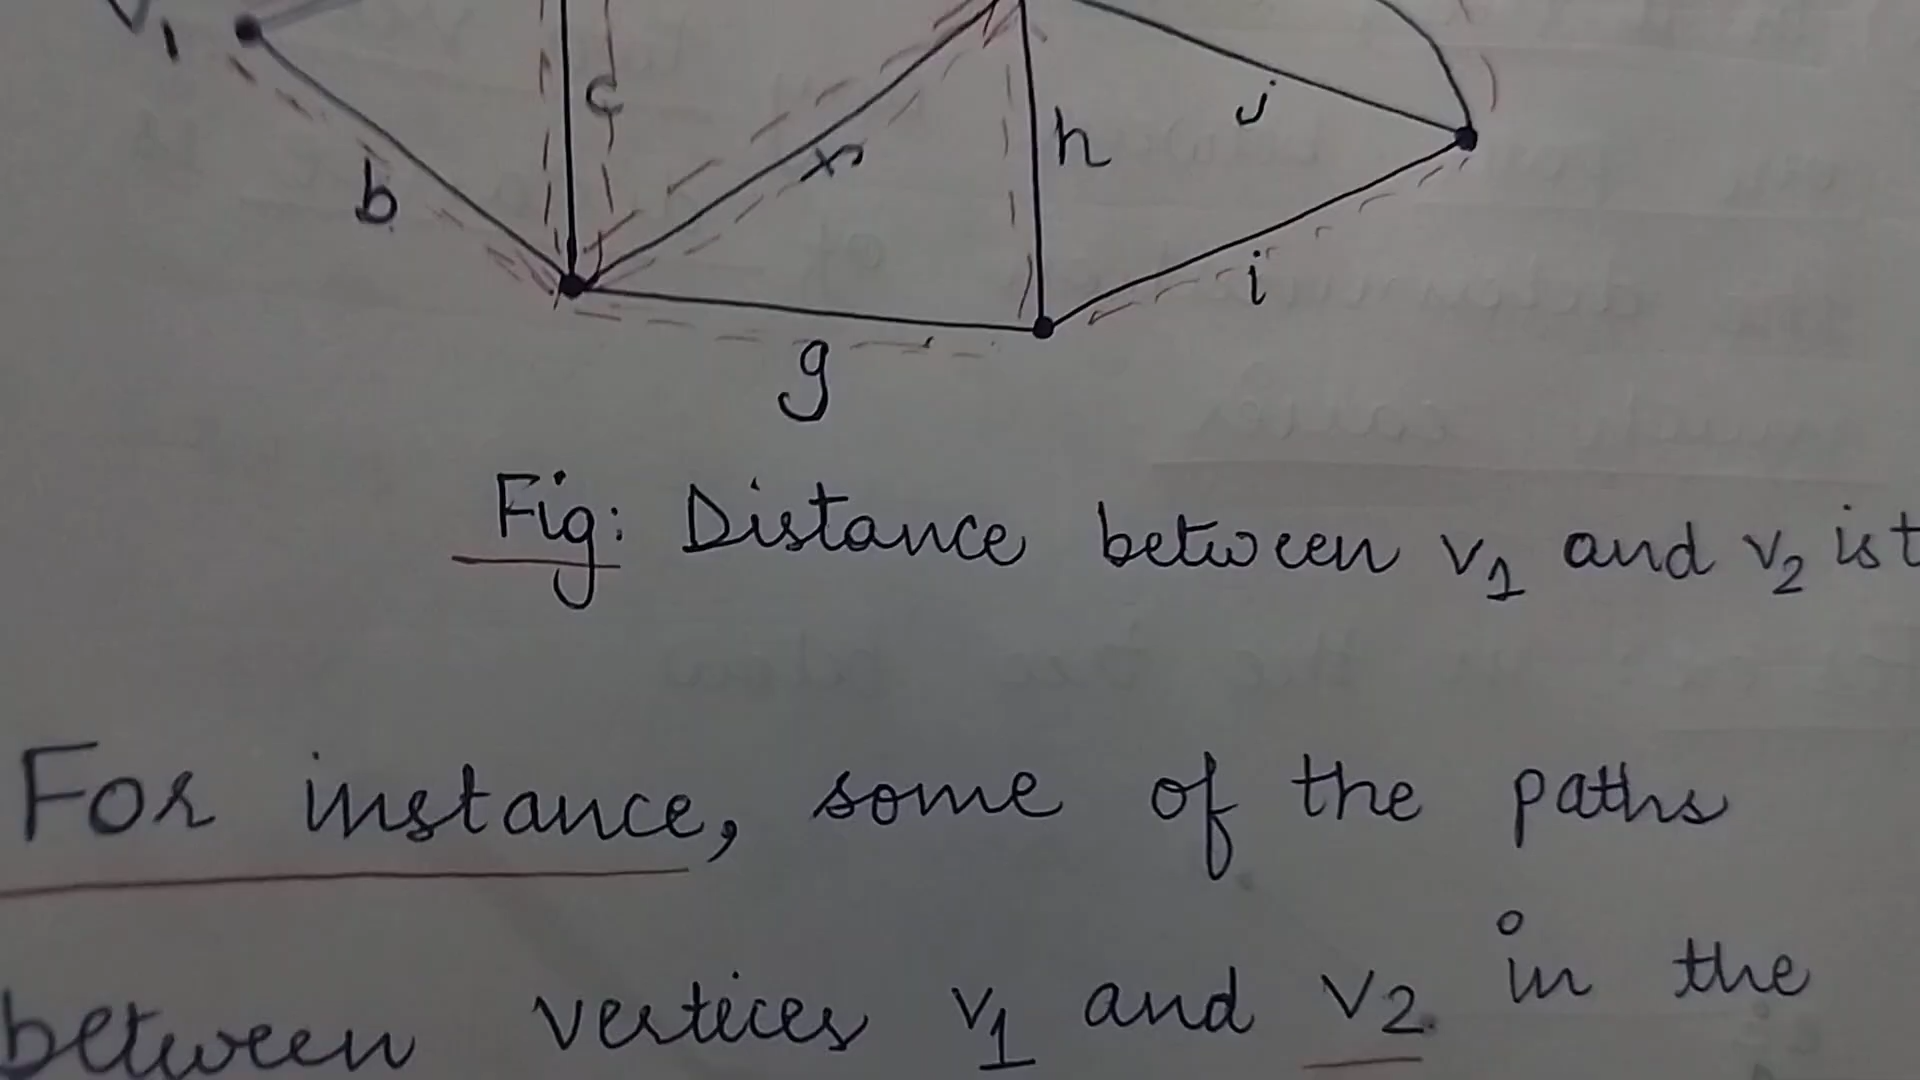 v1
c
b
h
j
i
g
Fig: Distance between v1 and v2 is t
For instance, some of the paths
between vertices v1 and v2 in the